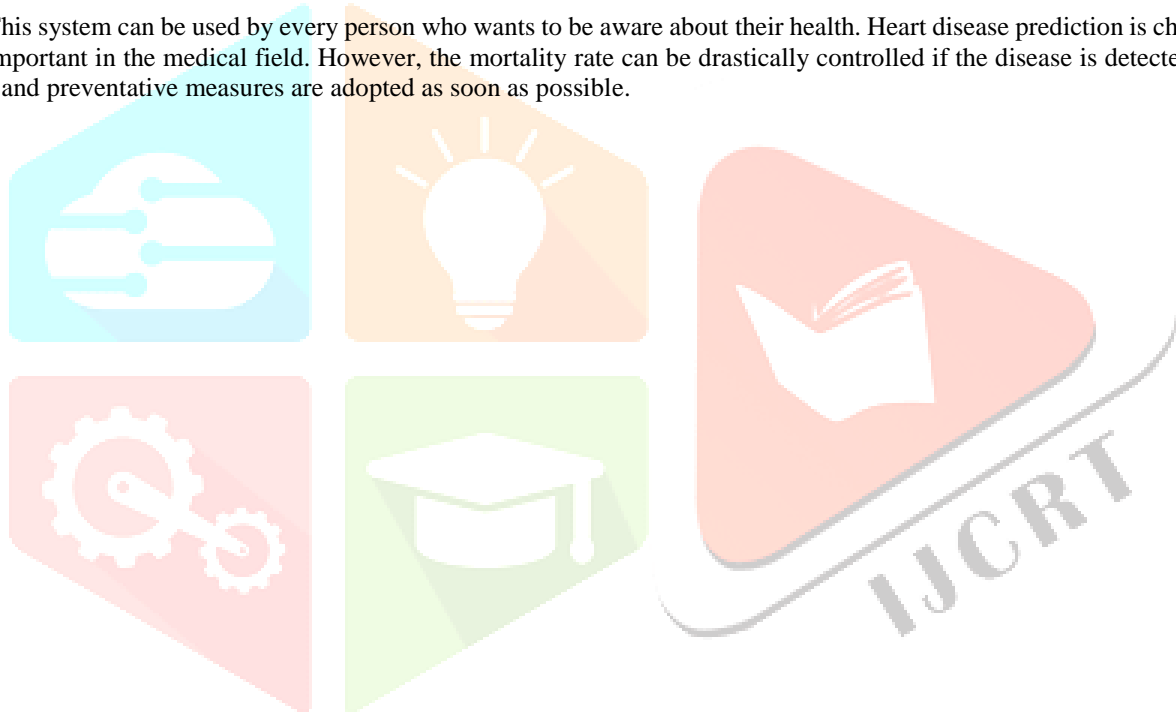 This system can be used by every person who wants to be aware about their health. Heart disease prediction is
important in the medical field. However, the mortality rate can be drastically controlled if the disease is
and preventative measures are adopted as soon as possible.
IJCRT